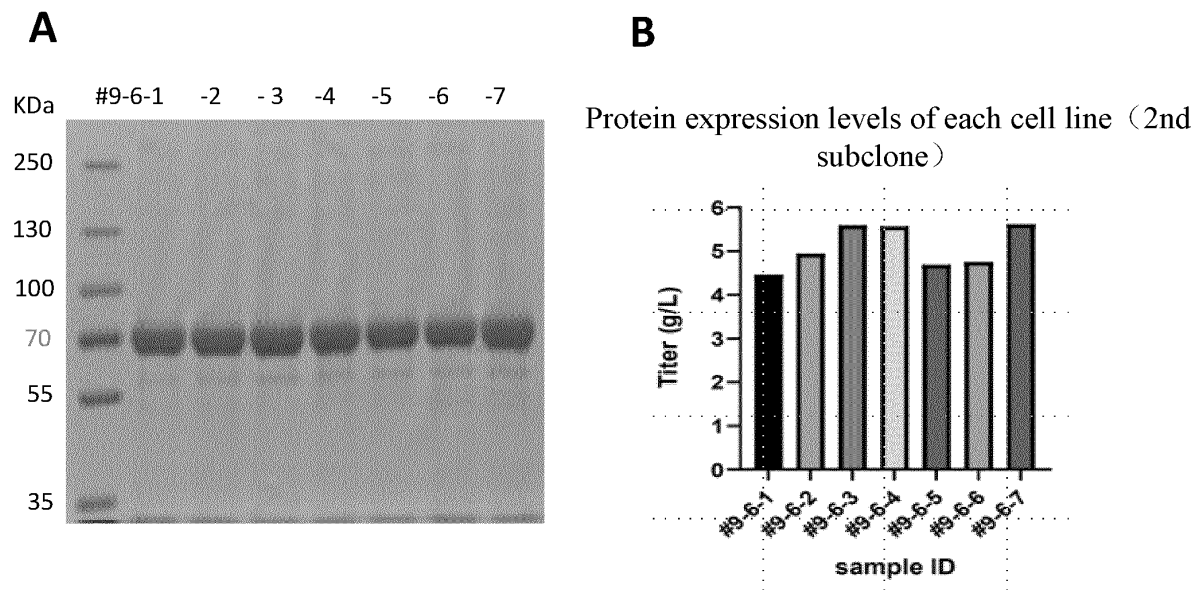 A
B
#9-6-1 -2 - 3 -4 -5 -6 -7
KDa
250
130
100
70
55
35
Protein expression levels of each cell line（2nd
subclone）
Titer (g/L)
6
5
4
3
2
1
0
#9-6-1
#9-6-2
#9-6-3
#9-6-4
#9-6-5
#9-6-6
#9-6-7
sample ID